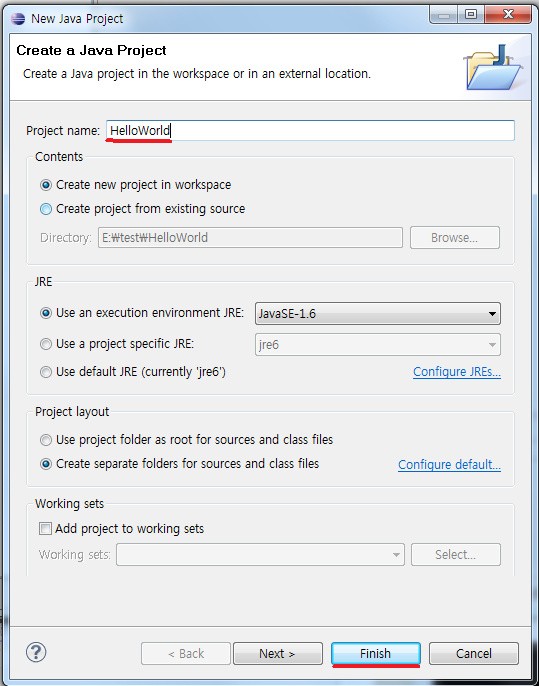 New Java Project
Create a Java Project
Create a Java project in the workspace or in an external location.
Project name: HelloWorld
Contents
Create new project in workspace
Create project from existing source
Directory: E:₩test₩HelloWorld Browse...
JRE
Use an execution environment JRE: JavaSE-1.6
Use a project specific JRE: jre6
Use default JRE (currently 'jre6') Configure JREs...
Project layout
Use project folder as root for sources and class files
Create separate folders for sources and class files Configure default...
Working sets
Add project to working sets
Working sets: Select...
? < Back Next > Finish Cancel